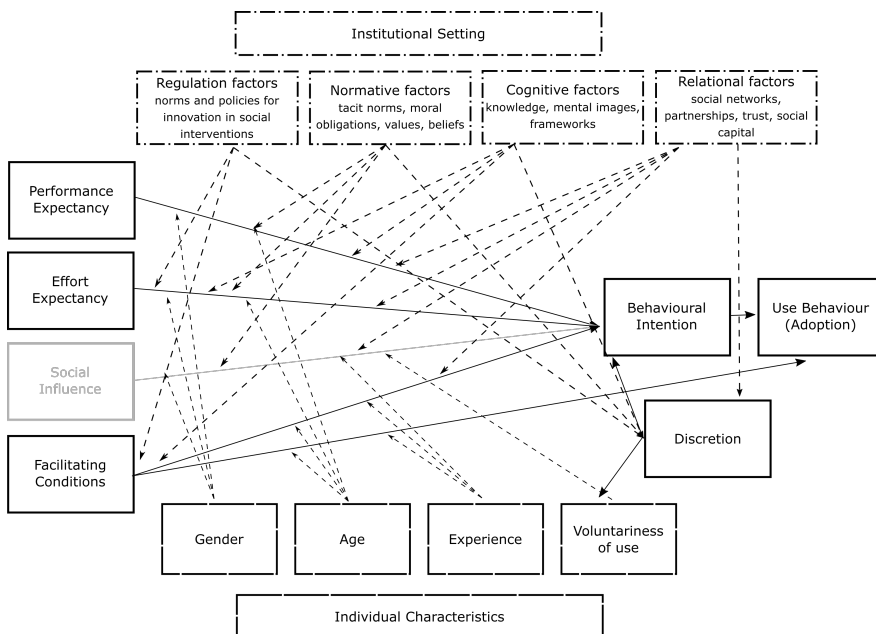 Institutional Setting
Regulation factors
norms and policies for
innovation in social
interventions
Normative factors
tacit norms, moral
obligations, values, beliefs
Cognitive factors
knowledge, mental images,
frameworks
Relational factors
social networks,
partnerships, trust, social
capital
Performance
Expectancy
Effort
Expectancy
Social
Influence
Facilitating
Conditions
Behavioural
Intention
Use Behaviour
(Adoption)
Discretion
Gender
Age
Experience
Voluntariness
of use
Individual Characteristics